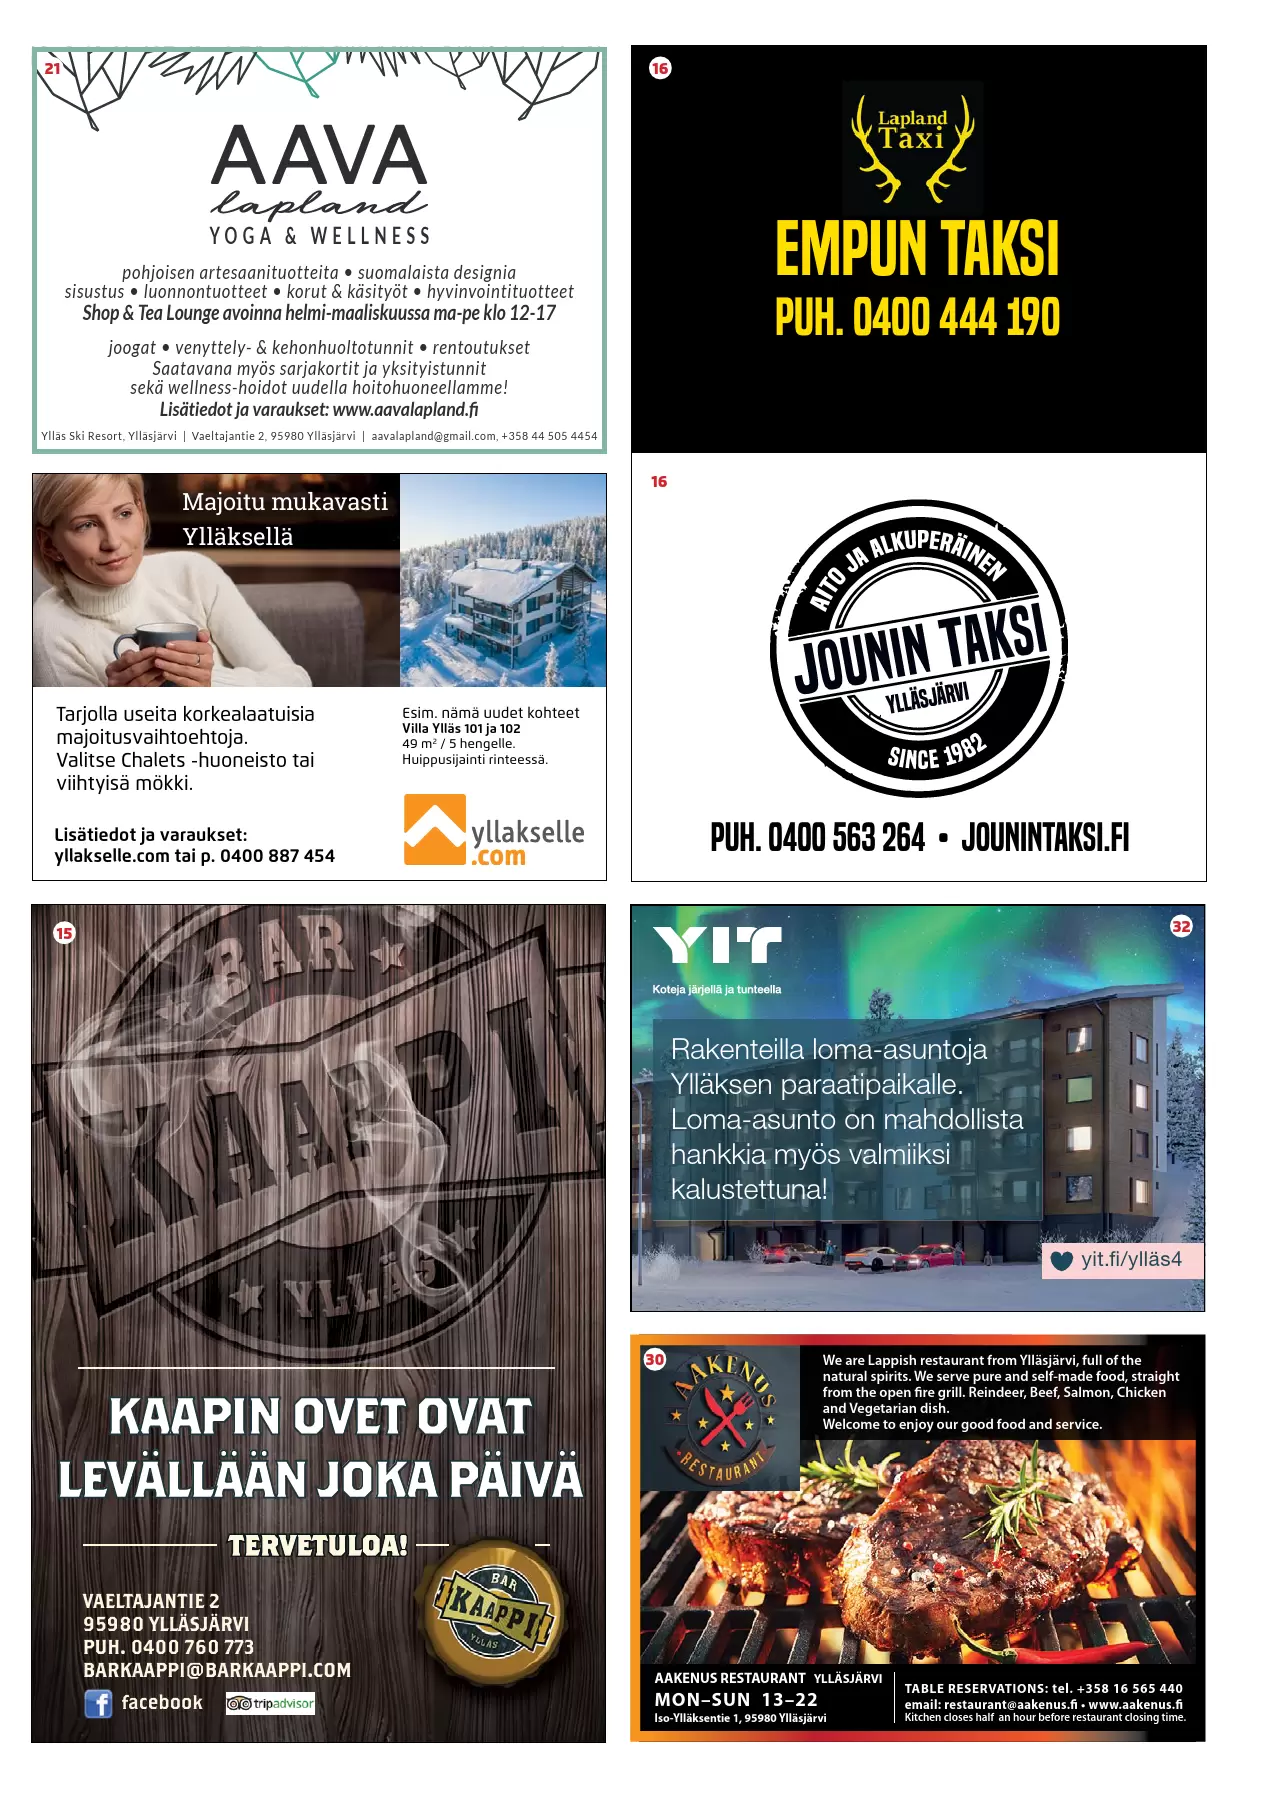 21
AAVA
lapland
YOGA & WELLNESS
pohjoisen artesaanituotteita • suomalaista designia
sisustus • luonnontuotteet • korut & käsityöt • hyvinvointituotteet
Shop & Tea Lounge avoinna helmi-maaliskuussa ma-pe klo 12-17
joogat • venyttely- & kehonhuoltotunnit • rentoutukset
Saatavana myös sarjakortit ja yksityistunnit
sekä wellness-hoidot uudella hoitohuoneellamme!
Lisätiedot ja varaukset: www.aavalapland.fi
Ylläs Ski Resort, Ylläsjärvi | Vaeltajantie 2, 95980 Ylläsjärvi | aavalapland@gmail.com, +358 44 505 4454
16
Lapland
Taxi
EMPUN TAKSI
PUH. 0400 444 190
Majoitu mukavasti
Ylläksellä
Tarjolla useita korkealaatuisia
majoitusvaihtoehtoja.
Valitse Chalets -huoneisto tai
viihtyisä mökki.
Lisätiedot ja varaukset:
yllakselle.com tai p. 0400 887 454
Esim. nämä uudet kohteet
Villa Ylläs 101 ja 102
49 m² / 5 hengelle.
Huippusijainti rinteessä.
yllakselle
.com
16
AITO JA ALKUPERÄINEN
JOUNIN TAKSI
YLLÄSJÄRVI
SINCE 1982
PUH. 0400 563 264 • JOUNINTAKSI.FI
15
BAR
KAAPPI
YLLÄS
KAAPIN OVET OVAT
LEVÄLLÄÄN JOKA PÄIVÄ
TERVETULOA!
VAELTAJANTIE 2
95980 YLLÄSJÄRVI
PUH. 0400 760 773
BARKAAPPI@BARKAAPPI.COM
facebook
tripadvisor
BAR
KAAPPI
YLLÄS
32
YIT
Koteja järjellä ja tunteella
Rakenteilla loma-asuntoja
Ylläksen paraatipaikalle.
Loma-asunto on mahdollista
hankkia myös valmiiksi
kalustettuna!
yit.fi/ylläs4
30
AAKENUS
RESTAURANT
We are Lappish restaurant from Ylläsjärvi, full of the
natural spirits. We serve pure and self-made food, straight
from the open fire grill. Reindeer, Beef, Salmon, Chicken
and Vegetarian dish.
Welcome to enjoy our good food and service.
AAKENUS RESTAURANT YLLÄSJÄRVI
MON–SUN 13–22
Iso-Ylläksentie 1, 95980 Ylläsjärvi
TABLE RESERVATIONS: tel. +358 16 565 440
email: restaurant@aakenus.fi • www.aakenus.fi
Kitchen closes half an hour before restaurant closing time.